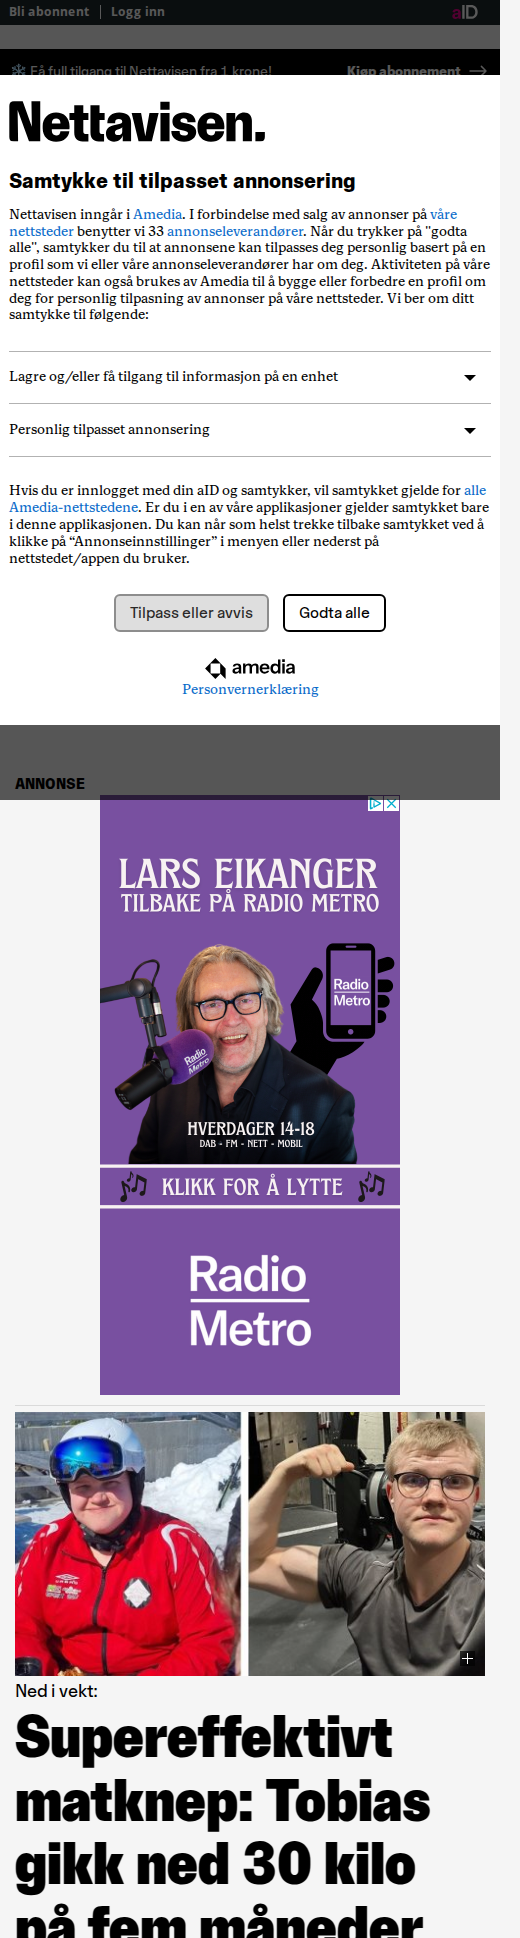 Bli abonnent | Logg inn
aID
Få full tilgang til Nettavisen fra 1 krone!
Kjøp abonnement
Nettavisen.
Samtykke til tilpasset annonsering
Nettavisen inngår i Amedia. I forbindelse med salg av annonser på våre
nettsteder benytter vi 33 annonseleverandører. Når du trykker på "godta
alle", samtykker du til at annonsene kan tilpasses deg personlig basert på en
profil som vi eller våre annonseleverandører har om deg. Aktiviteten på våre
nettsteder kan også brukes av Amedia til å bygge eller forbedre en profil om
deg for personlig tilpasning av annonser på våre nettsteder. Vi ber om ditt
samtykke til følgende:
Lagre og/eller få tilgang til informasjon på en enhet
Personlig tilpasset annonsering
Hvis du er innlogget med din aID og samtykker, vil samtykket gjelde for alle
Amedia-nettstedene. Er du i en av våre applikasjoner gjelder samtykket bare
i denne applikasjonen. Du kan når som helst trekke tilbake samtykket ved å
klikke på “Annonseinnstillinger” i menyen eller nederst på
nettstedet/appen du bruker.
Tilpass eller avvis
Godta alle
amedia
Personvernerklæring
ANNONSE
LARS EIKANGER
TILBAKE PÅ RADIO METRO
Radio
Metro
Radio
Metro
HVERDAGER 14-18
DAB - FM - NETT - MOBIL
KLIKK FOR Å LYTTE
Radio
Metro
Ned i vekt:
Supereffektivt
matknep: Tobias
gikk ned 30 kilo
på fem måneder